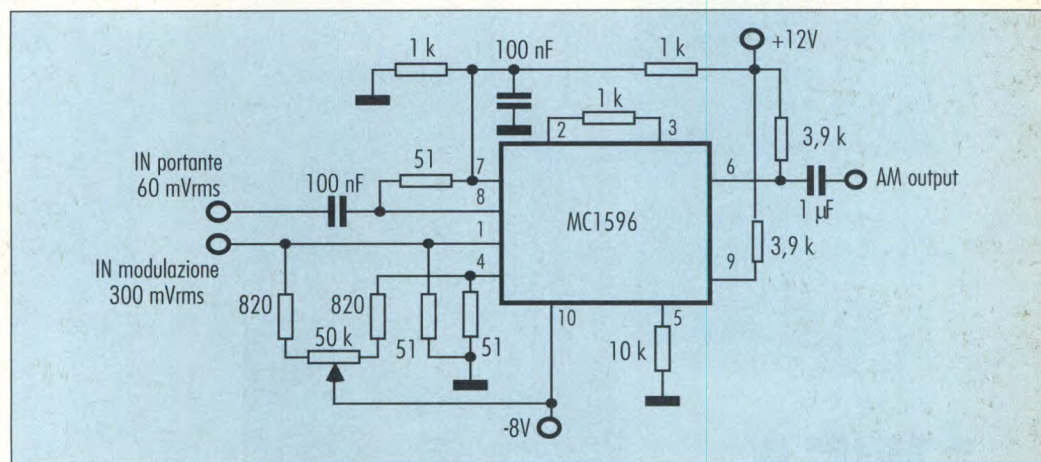 1 k
100 nF
1 k
+12V
1 k
2
3
3,9 k
IN portante
60 mVrms
100 nF
51
7
8
6
AM output
1 µF
MC1596
1
IN modulazione
300 mVrms
4
9
3,9 k
820
820
50 k
51
51
10
5
10 k
-8V